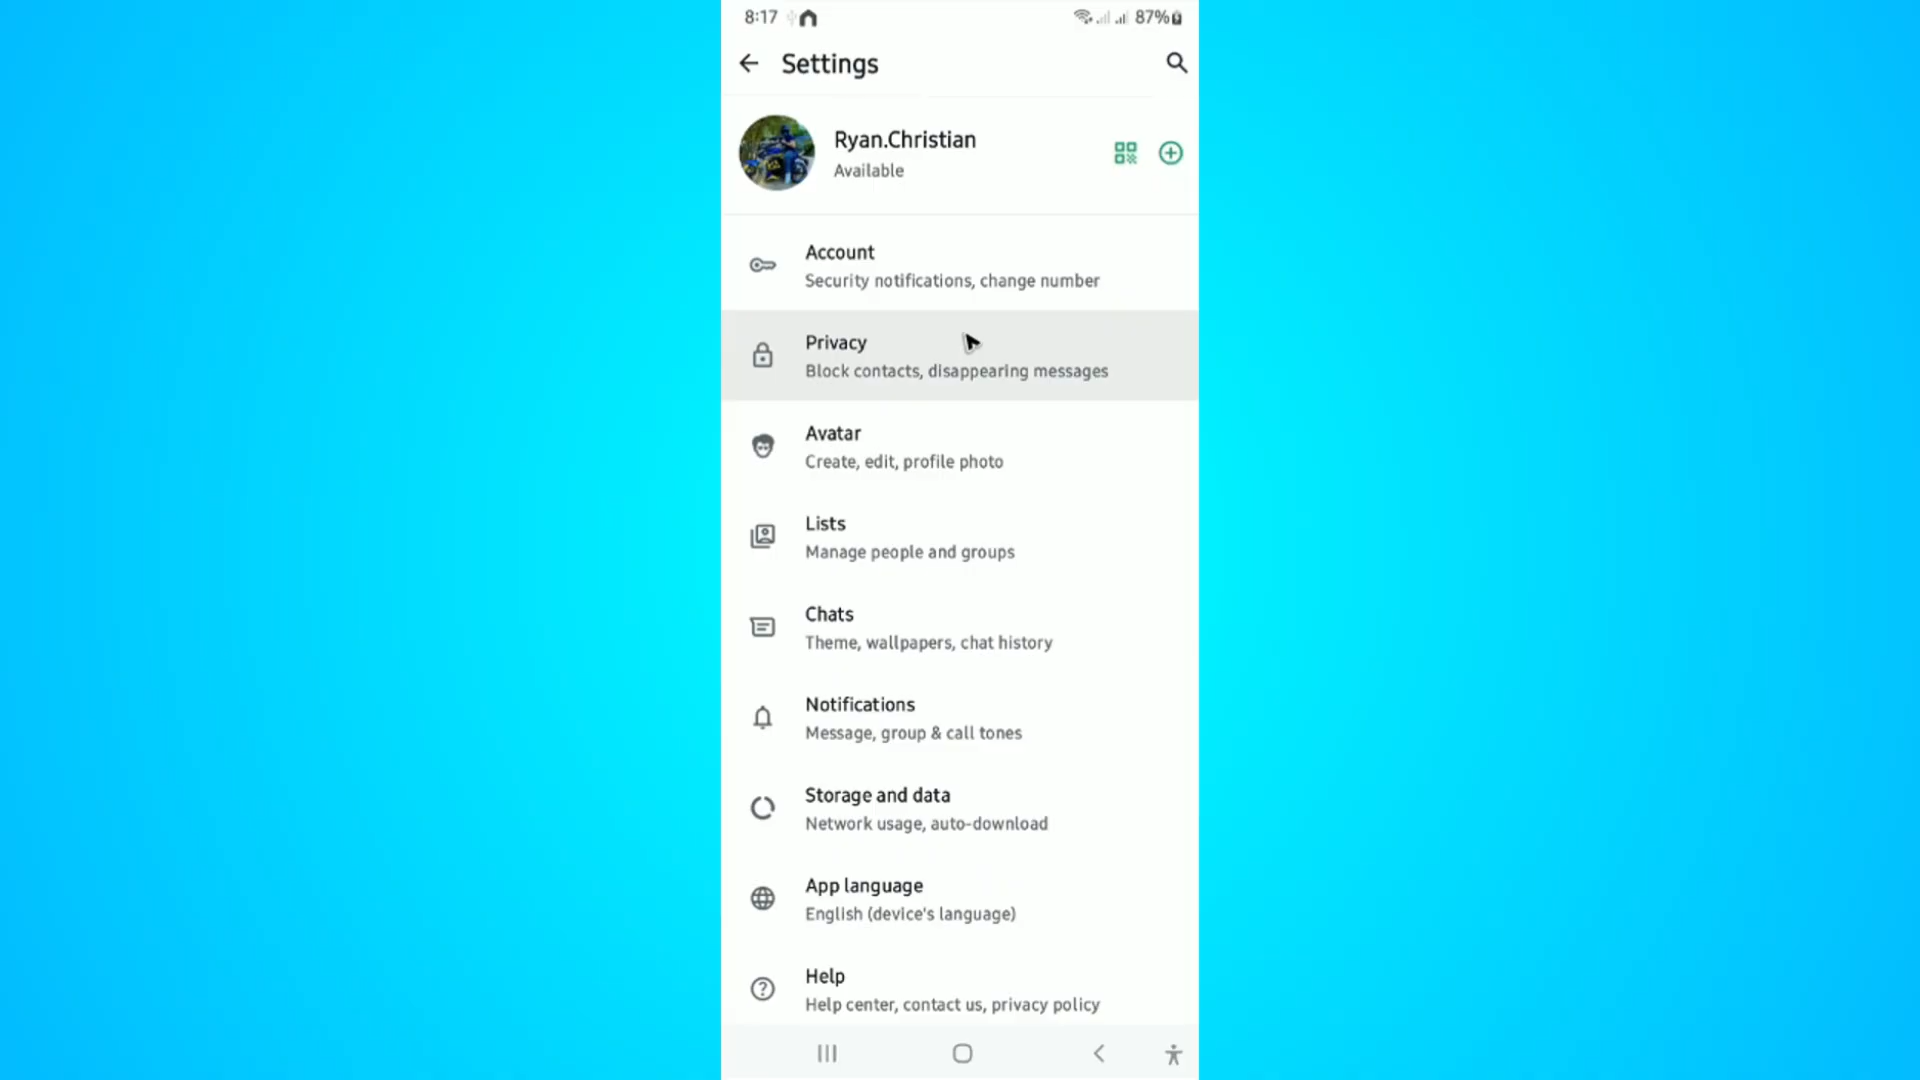 8:17
87%
Settings
Ryan.Christian
Available
Account
Security notifications, change number
Privacy
Block contacts, disappearing messages
Avatar
Create, edit, profile photo
Lists
Manage people and groups
Chats
Theme, wallpapers, chat history
Notifications
Message, group & call tones
Storage and data
Network usage, auto-download
App language
English (device's language)
Help
Help center, contact us, privacy policy